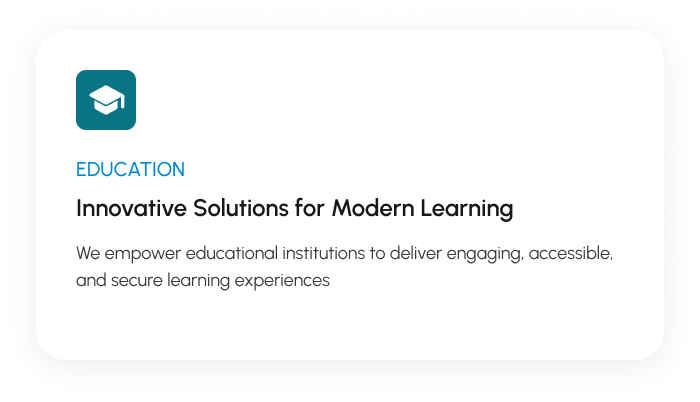 EDUCATION
Innovative Solutions for Modern Learning
We empower educational institutions to deliver engaging, accessible,
and secure learning experiences